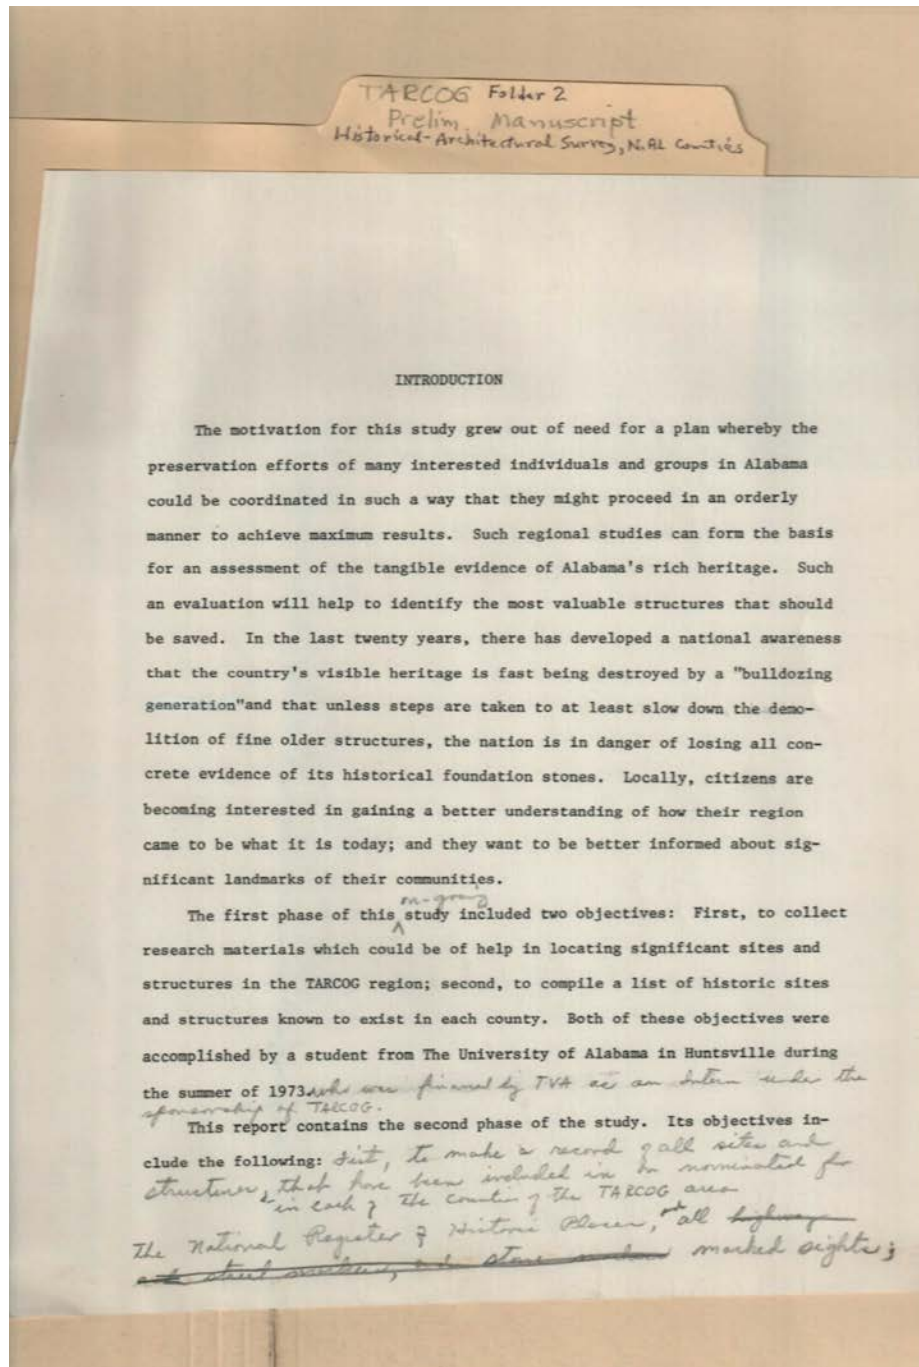 TARCOG Folder 2
Prelim. Manuscript
Historical-Architectural Survey, N. AL Counties
INTRODUCTION
The motivation for this study grew out of need for a plan whereby the
preservation efforts of many interested individuals and groups in Alabama
could be coordinated in such a way that they might proceed in an orderly
manner to achieve maximum results. Such regional studies can form the basis
for an assessment of the tangible evidence of Alabama's rich heritage. Such
an evaluation will help to identify the most valuable structures that should
be saved. In the last twenty years, there has developed a national awareness
that the country's visible heritage is fast being destroyed by a "bulldozing
generation"and that unless steps are taken to at least slow down the demo-
lition of fine older structures, the nation is in danger of losing all con-
crete evidence of its historical foundation stones. Locally, citizens are
becoming interested in gaining a better understanding of how their region
came to be what it is today; and they want to be better informed about sig-
nificant landmarks of their communities.
on-going
The first phase of this study included two objectives: First, to collect
research materials which could be of help in locating significant sites and
structures in the TARCOG region; second, to compile a list of historic sites
and structures known to exist in each county. Both of these objectives were
accomplished by a student from The University of Alabama in Huntsville during
the summer of 1973 who was financed by TVA as an Intern under the
sponsorship of TARCOG.
This report contains the second phase of the study. Its objectives in-
clude the following: First, to make a record of all sites and
structures that have been included in or nominated for
in each of the counties of the TARCOG area
The National Register of Historic Places, and all highway
marked sights;